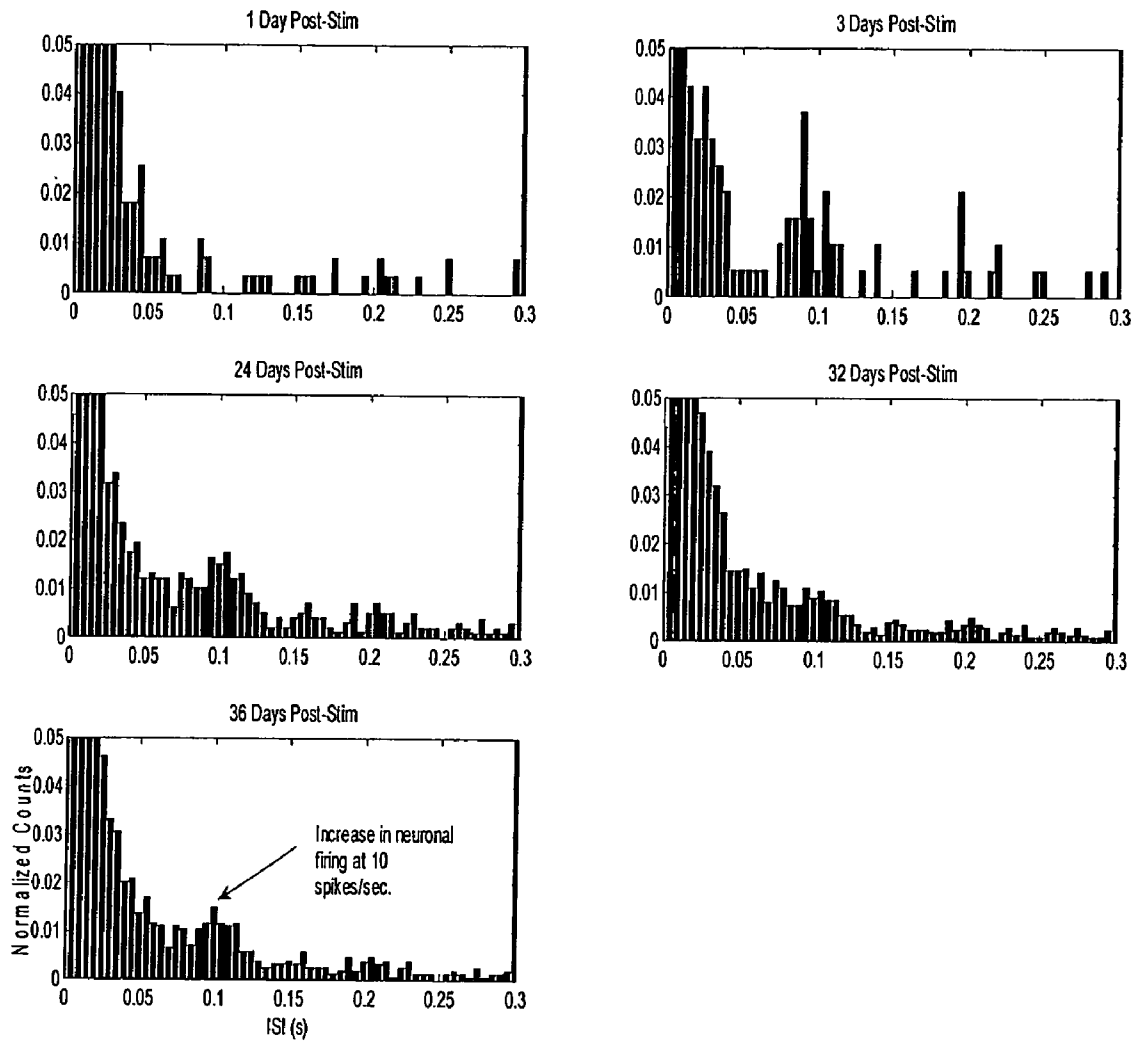 1 Day Post-Stim
0.05
0.04
0.03
0.02
0.01
0
0 0.05 0.1 0.15 0.2 0.25 0.3
3 Days Post-Stim
0.05
0.04
0.03
0.02
0.01
0
0 0.05 0.1 0.15 0.2 0.25 0.3
24 Days Post-Stim
0.05
0.04
0.03
0.02
0.01
0
0 0.05 0.1 0.15 0.2 0.25 0.3
32 Days Post-Stim
0.05
0.04
0.03
0.02
0.01
0
0 0.05 0.1 0.15 0.2 0.25 0.3
36 Days Post-Stim
Normalized Counts
0.05
0.04
0.03
0.02
0.01
0
0 0.05 0.1 0.15 0.2 0.25 0.3
ISI (s)
Increase in neuronal
firing at 10
spikes/sec.